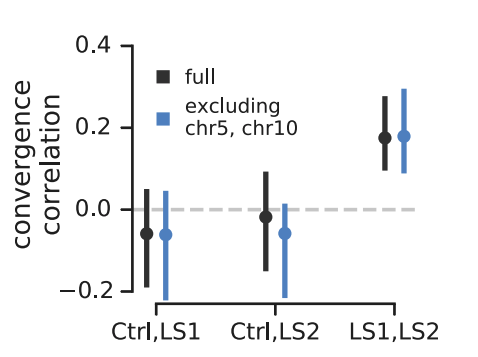 convergence
correlation
0.4
0.2
0.0
−0.2
full
excluding
chr5, chr10
Ctrl,LS1
Ctrl,LS2
LS1,LS2